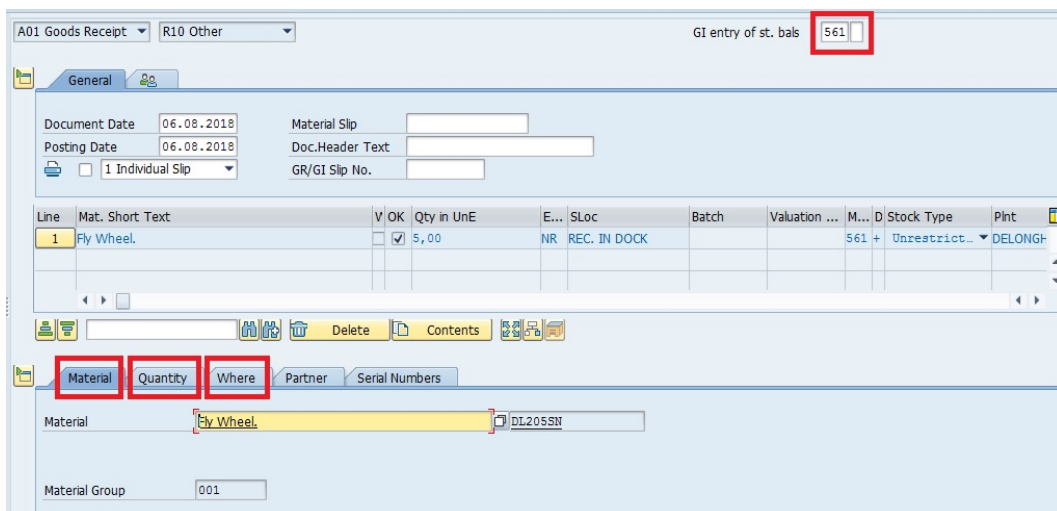 A01 Goods Receipt R10 Other GI entry of st. bals 561
General
Document Date 06.08.2018 Material Slip
Posting Date 06.08.2018 Doc.Header Text
1 Individual Slip GR/GI Slip No.
Line Mat. Short Text V OK Qty in UnE E... SLoc Batch Valuation ... M... D Stock Type Plnt
1 Fly Wheel. 5,00 NR REC. IN DOCK 561 + Unrestrict... DELONGH
Delete Contents
Material Quantity Where Partner Serial Numbers
Material Fly Wheel. DL205SN
Material Group 001